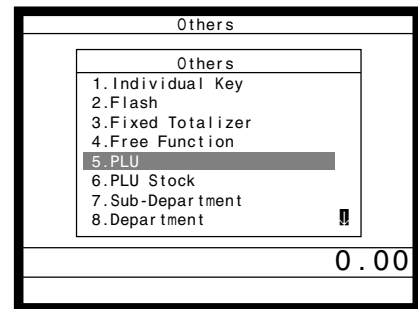 Others
Others
1.Individual Key
2.Flash
3.Fixed Totalizer
4.Free Function
5.PLU
6.PLU Stock
7.Sub-Department
8.Department
0.00